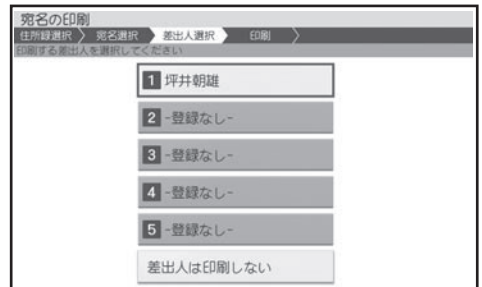 宛名の印刷
住所録選択 宛名選択 差出人選択 印刷
印刷する差出人を選択してください
1 坪井朝雄
2 -登録なし-
3 -登録なし-
4 -登録なし-
5 -登録なし-
差出人は印刷しない